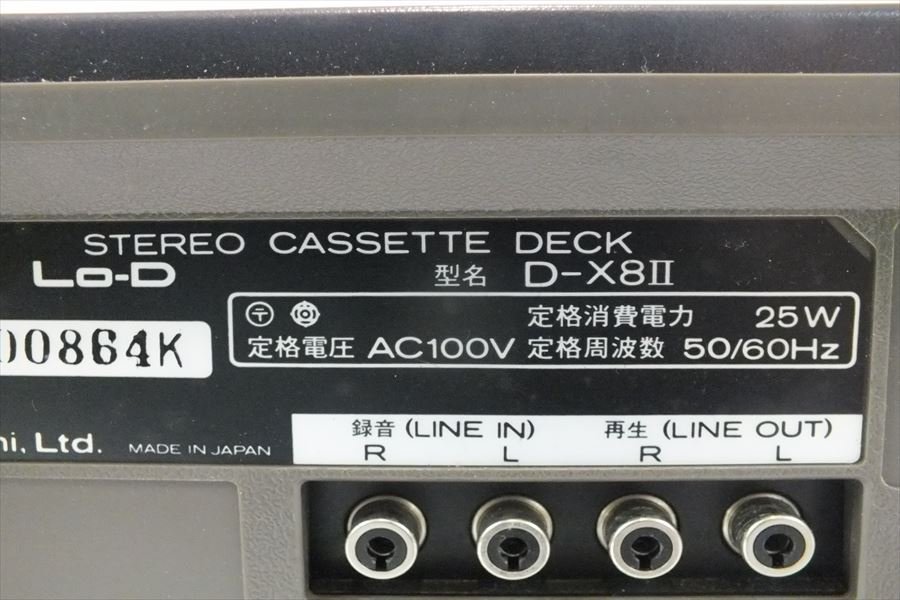 STEREO CASSETTE DECK
Lo-D 型名 D-X8II
〒 定格消費電力 25W
定格電圧 AC100V 定格周波数 50/60Hz
00864K
録音 (LINE IN) 再生 (LINE OUT)
R L R L
hi, Ltd. MADE IN JAPAN